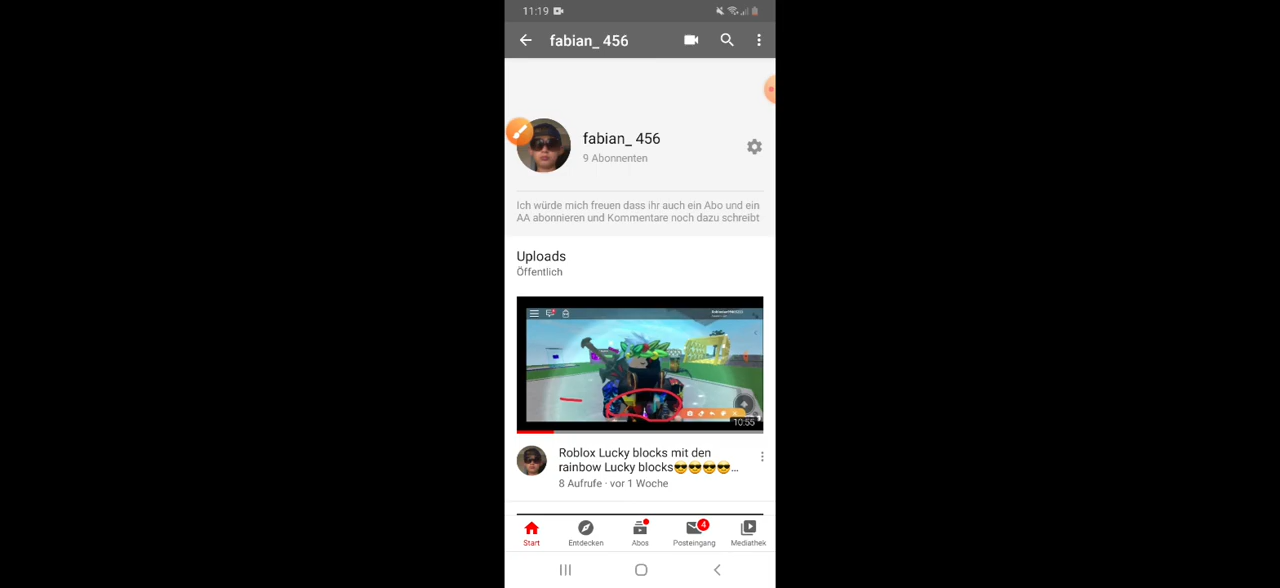 11:19
fabian_ 456
fabian_ 456
9 Abonnenten
Ich würde mich freuen dass ihr auch ein Abo und ein
AA abonnieren und Kommentare noch dazu schreibt
Uploads
Öffentlich
10:55
Roblox Lucky blocks mit den
rainbow Lucky blocks😎😎😎😎...
8 Aufrufe · vor 1 Woche
4
Start
Entdecken
Abos
Posteingang
Mediathek